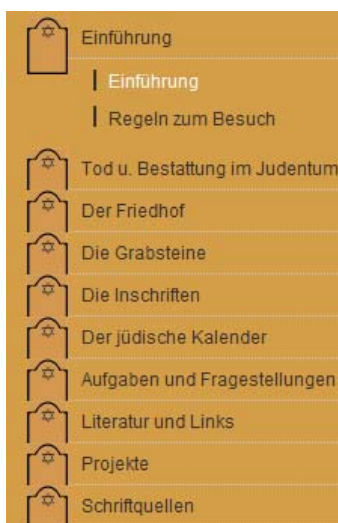 Einführung
Einführung
Regeln zum Besuch
Tod u. Bestattung im Judentum
Der Friedhof
Die Grabsteine
Die Inschriften
Der jüdische Kalender
Aufgaben und Fragestellungen
Literatur und Links
Projekte
Schriftquellen